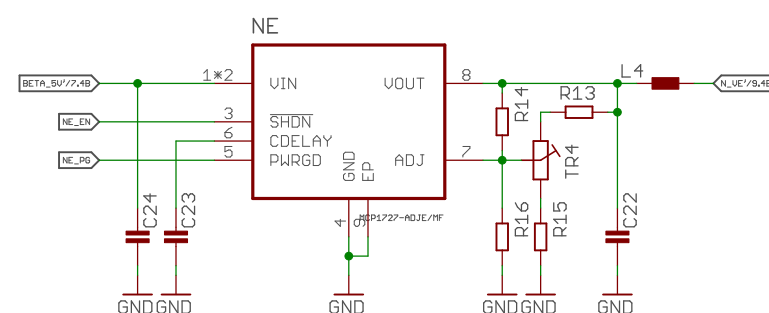 NE
BETA_5V'/7.4B
1*2
VIN
VOUT
8
L4
N_VE'/9.4B
R13
R14
NE_EN
3
SHDN
6
CDELAY
NE_PG
5
PWRGD
GND
EP
ADJ
7
TR4
C24
C23
4
9
MCP1727-ADJE/MF
R16
R15
C22
GND
GND
GND
GND
GND
GND